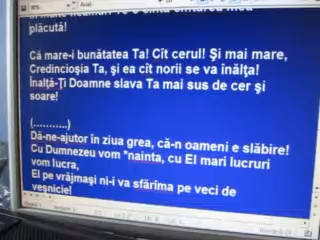 plăcută!
Că mare-i bunătatea Ta! Cît cerul! Şi mai mare,
Credincioşia Ta, şi ea cît norii se va înălţa!
Înalţă-Ţi Doamne slava Ta mai sus de cer şi
soare!
(...........)
Dă-ne-ajutor în ziua grea, că-n oameni e slăbire!
Cu Dumnezeu vom *nainta, cu El mari lucruri
vom lucra,
El pe vrăjmaşi ni-i va sfărîma pe veci de
veşnicie!